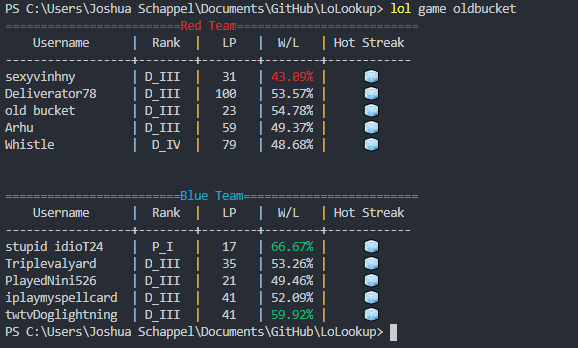 PS C:\Users\Joshua Schappel\Documents\GitHub\LoLookup> lol game oldbucket
=========================Red Team=========================
Username | Rank | LP | W/L | Hot Streak
------------------+--------+--------+--------+------------
sexyvinhny | D_III | 31 | 43.09% |
Deliverator78 | D_III | 100 | 53.57% |
old bucket | D_III | 23 | 54.78% |
Arhu | D_III | 59 | 49.37% |
Whistle | D_IV | 79 | 48.68% |
=========================Blue Team=========================
Username | Rank | LP | W/L | Hot Streak
------------------+--------+--------+--------+------------
stupid idioT24 | P_I | 17 | 66.67% |
Triplevalyard | D_III | 35 | 53.26% |
PlayedNini526 | D_III | 21 | 49.46% |
iplaymyspellcard | D_III | 41 | 52.09% |
twtvDoglightning | D_III | 41 | 59.92% |
PS C:\Users\Joshua Schappel\Documents\GitHub\LoLookup>